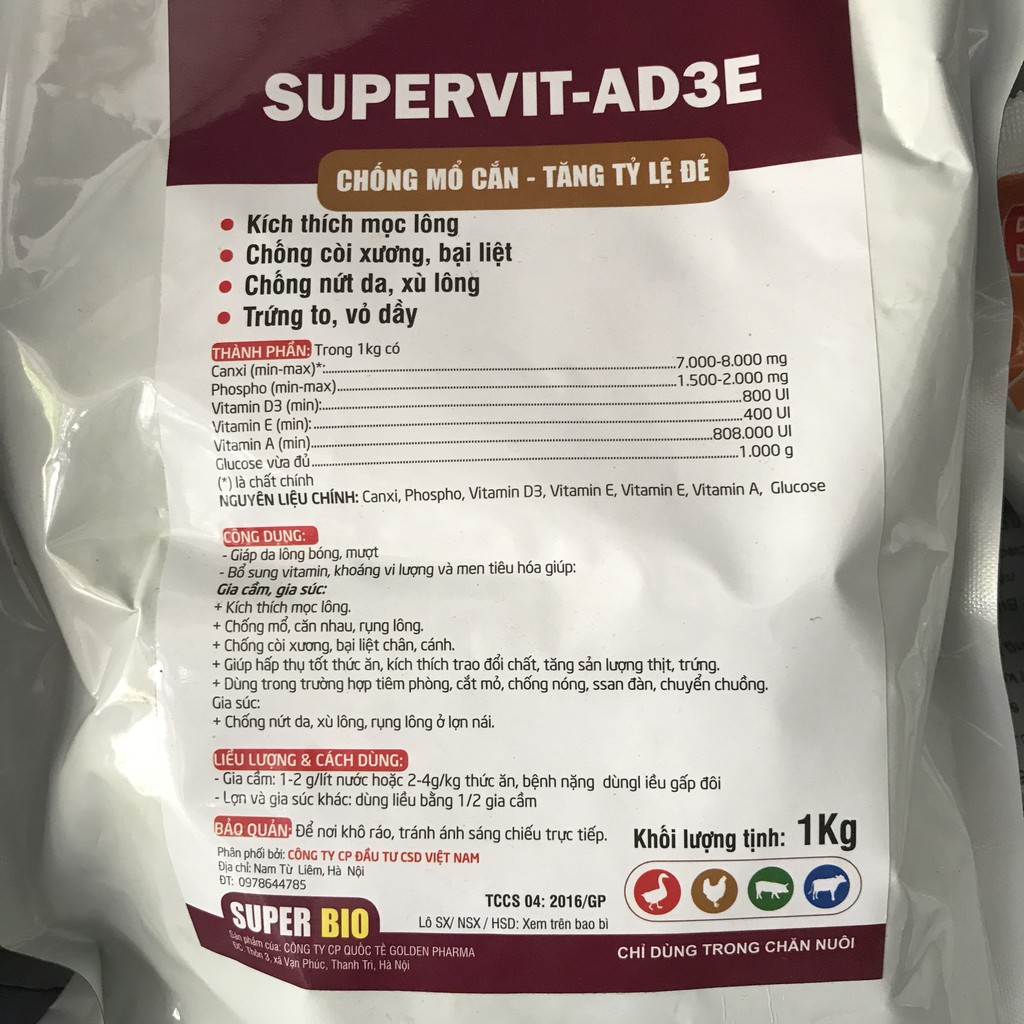 SUPERVIT-AD3E
CHỐNG MỔ CẮN - TĂNG TỶ LỆ ĐẺ
Kích thích mọc lông
Chống còi xương, bại liệt
Chống nứt da, xù lông
Trứng to, vỏ dầy
THÀNH PHẦN: Trong 1kg có
Canxi (min-max)*:...7.000-8.000 mg
Phospho (min-max)...1.500-2.000 mg
Vitamin D3 (min):...800 UI
Vitamin E (min):...400 UI
Vitamin A (min)...808.000 UI
Glucose vừa đủ...1.000 g
(*) là chất chính
NGUYÊN LIỆU CHÍNH: Canxi, Phospho, Vitamin D3, Vitamin E, Vitamin E, Vitamin A, Glucose
CÔNG DỤNG:
- Giáp da lông bóng, mượt
- Bổ sung vitamin, khoáng vi lượng và men tiêu hóa giúp:
Gia cầm, gia súc:
+ Kích thích mọc lông.
+ Chống mổ, căn nhau, rụng lông.
+ Chống còi xương, bại liệt chân, cánh.
+ Giúp hấp thụ tốt thức ăn, kích thích trao đổi chất, tăng sản lượng thịt, trứng.
+ Dùng trong trường hợp tiêm phòng, cắt mỏ, chống nóng, ssan đàn, chuyển chuồng.
Gia súc:
+ Chống nứt da, xù lông, rụng lông ở lợn nái.
LIỀU LƯỢNG & CÁCH DÙNG:
- Gia cầm: 1-2 g/lít nước hoặc 2-4g/kg thức ăn, bệnh nặng dùngl iều gấp đôi
- Lợn và gia súc khác: dùng liều bằng 1/2 gia cầm
BẢO QUẢN: Để nơi khô ráo, tránh ánh sáng chiếu trực tiếp.
Khối lượng tịnh: 1Kg
Phân phối bởi: CÔNG TY CP ĐẦU TƯ CSD VIỆT NAM
Địa chỉ: Nam Từ Liêm, Hà Nội
ĐT: 0978644785
TCCS 04: 2016/GP
Lô SX/ NSX / HSD: Xem trên bao bì
SUPER BIO
Sản phẩm của: CÔNG TY CP QUỐC TẾ GOLDEN PHARMA
ĐC: Thôn 3, xã Vạn Phúc, Thanh Trì, Hà Nội
CHỈ DÙNG TRONG CHĂN NUÔI